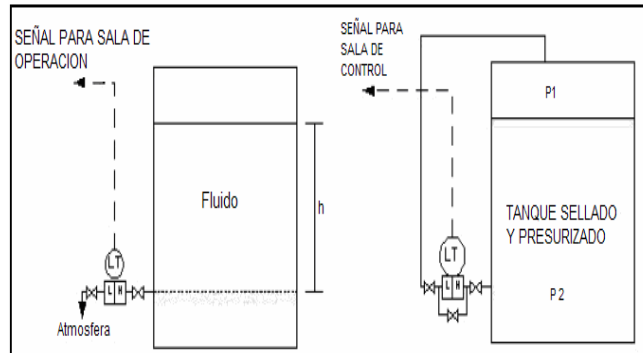 SEÑAL PARA SALA DE
OPERACION
Fluido
h
LT
L H
Atmosfera
SEÑAL PARA
SALA DE
CONTROL
P1
TANQUE SELLADO
Y PRESURIZADO
LT
L H
P 2